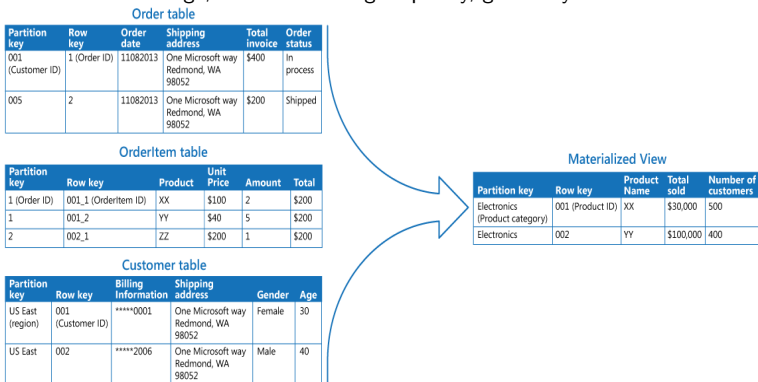 Order table
Partition key Row key Order date Shipping address Total invoice Order status
001 (Customer ID) 1 (Order ID) 11082013 One Microsoft way Redmond, WA 98052 $400 In process
005 2 11082013 One Microsoft way Redmond, WA 98052 $200 Shipped
OrderItem table
Partition key Row key Product Unit Price Amount Total
1 (Order ID) 001_1 (OrderItem ID) XX $100 2 $200
1 001_2 YY $40 5 $200
2 002_1 ZZ $200 1 $200
Customer table
Partition key Row key Billing Information Shipping address Gender Age
US East (region) 001 (Customer ID) *****0001 One Microsoft way Redmond, WA 98052 Female 30
US East 002 *****2006 One Microsoft way Redmond, WA 98052 Male 40
Materialized View
Partition key Row key Product Name Total sold Number of customers
Electronics (Product category) 001 (Product ID) XX $30,000 500
Electronics 002 YY $100,000 400